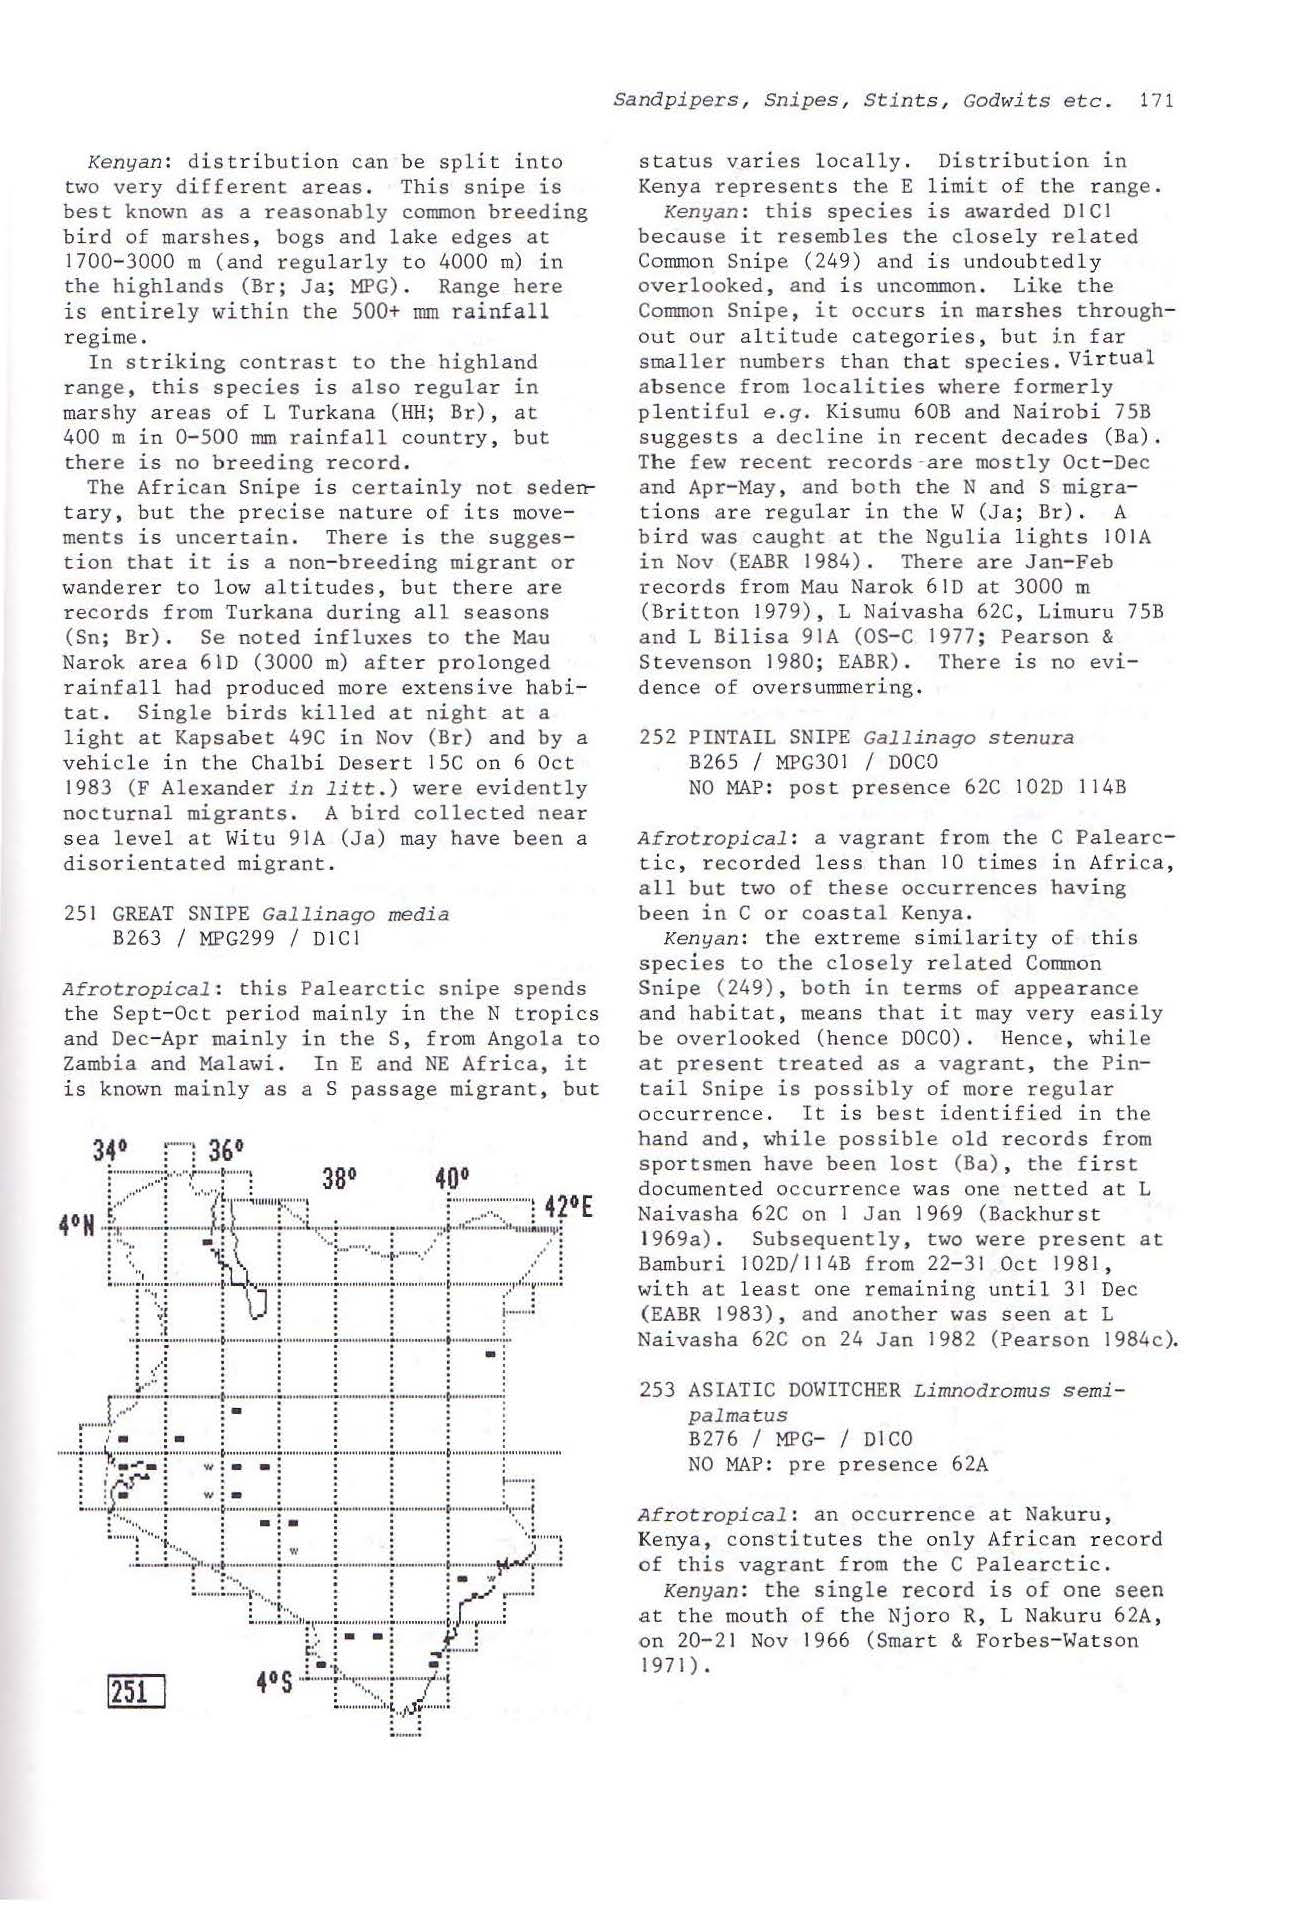 Sandpipers, Snipes, Stints, Godwits etc. 171
Kenyan: distribution can be split into
two very different areas. This snipe is
best known as a reasonably common breeding
bird of marshes, bogs and lake edges at
1700-3000 m (and regularly to 4000 m) in
the highlands (Br; Ja; MPG). Range here
is entirely within the 500+ mm rainfall
regime.
In striking contrast to the highland
range, this species is also regular in
marshy areas of L Turkana (HH; Br), at
400 m in 0-500 mm rainfall country, but
there is no breeding record.
The African Snipe is certainly not seden-
tary, but the precise nature of its move-
ments is uncertain. There is the sugges-
tion that it is a non-breeding migrant or
wanderer to low altitudes, but there are
records from Turkana during all seasons
(Sn; Br). Se noted influxes to the Mau
Narok area 61D (3000 m) after prolonged
rainfall had produced more extensive habi-
tat. Single birds killed at night at a
light at Kapsabet 49C in Nov (Br) and by a
vehicle in the Chalbi Desert 15C on 6 Oct
1983 (F Alexander in litt.) were evidently
nocturnal migrants. A bird collected near
sea level at Witu 91A (Ja) may have been a
disorientated migrant.
251 GREAT SNIPE Gallinago media
B263 / MPG299 / D1C1
Afrotropical: this Palearctic snipe spends
the Sept-Oct period mainly in the N tropics
and Dec-Apr mainly in the S, from Angola to
Zambia and Malawi. In E and NE Africa, it
is known mainly as a S passage migrant, but
34° 36°
38° 40°
42°E
4°N
w
w
w
w
4°S
251
status varies locally. Distribution in
Kenya represents the E limit of the range.
Kenyan: this species is awarded D1C1
because it resembles the closely related
Common Snipe (249) and is undoubtedly
overlooked, and is uncommon. Like the
Common Snipe, it occurs in marshes through-
out our altitude categories, but in far
smaller numbers than that species. Virtual
absence from localities where formerly
plentiful e.g. Kisumu 60B and Nairobi 75B
suggests a decline in recent decades (Ba).
The few recent records are mostly Oct-Dec
and Apr-May, and both the N and S migra-
tions are regular in the W (Ja; Br). A
bird was caught at the Ngulia lights 101A
in Nov (EABR 1984). There are Jan-Feb
records from Mau Narok 61D at 3000 m
(Britton 1979), L Naivasha 62C, Limuru 75B
and L Bilisa 91A (OS-C 1977; Pearson &
Stevenson 1980; EABR). There is no evi-
dence of oversummering.
252 PINTAIL SNIPE Gallinago stenura
B265 / MPG301 / D0C0
NO MAP: post presence 62C 102D 114B
Afrotropical: a vagrant from the C Palearc-
tic, recorded less than 10 times in Africa,
all but two of these occurrences having
been in C or coastal Kenya.
Kenyan: the extreme similarity of this
species to the closely related Common
Snipe (249), both in terms of appearance
and habitat, means that it may very easily
be overlooked (hence D0C0). Hence, while
at present treated as a vagrant, the Pin-
tail Snipe is possibly of more regular
occurrence. It is best identified in the
hand and, while possible old records from
sportsmen have been lost (Ba), the first
documented occurrence was one netted at L
Naivasha 62C on 1 Jan 1969 (Backhurst
1969a). Subsequently, two were present at
Bamburi 102D/114B from 22-31 Oct 1981,
with at least one remaining until 31 Dec
(EABR 1983), and another was seen at L
Naivasha 62C on 24 Jan 1982 (Pearson 1984c).
253 ASIATIC DOWITCHER Limnodromus semi-
palmatus
B276 / MPG- / D1C0
NO MAP: pre presence 62A
Afrotropical: an occurrence at Nakuru,
Kenya, constitutes the only African record
of this vagrant from the C Palearctic.
Kenyan: the single record is of one seen
at the mouth of the Njoro R, L Nakuru 62A,
on 20-21 Nov 1966 (Smart & Forbes-Watson
1971).